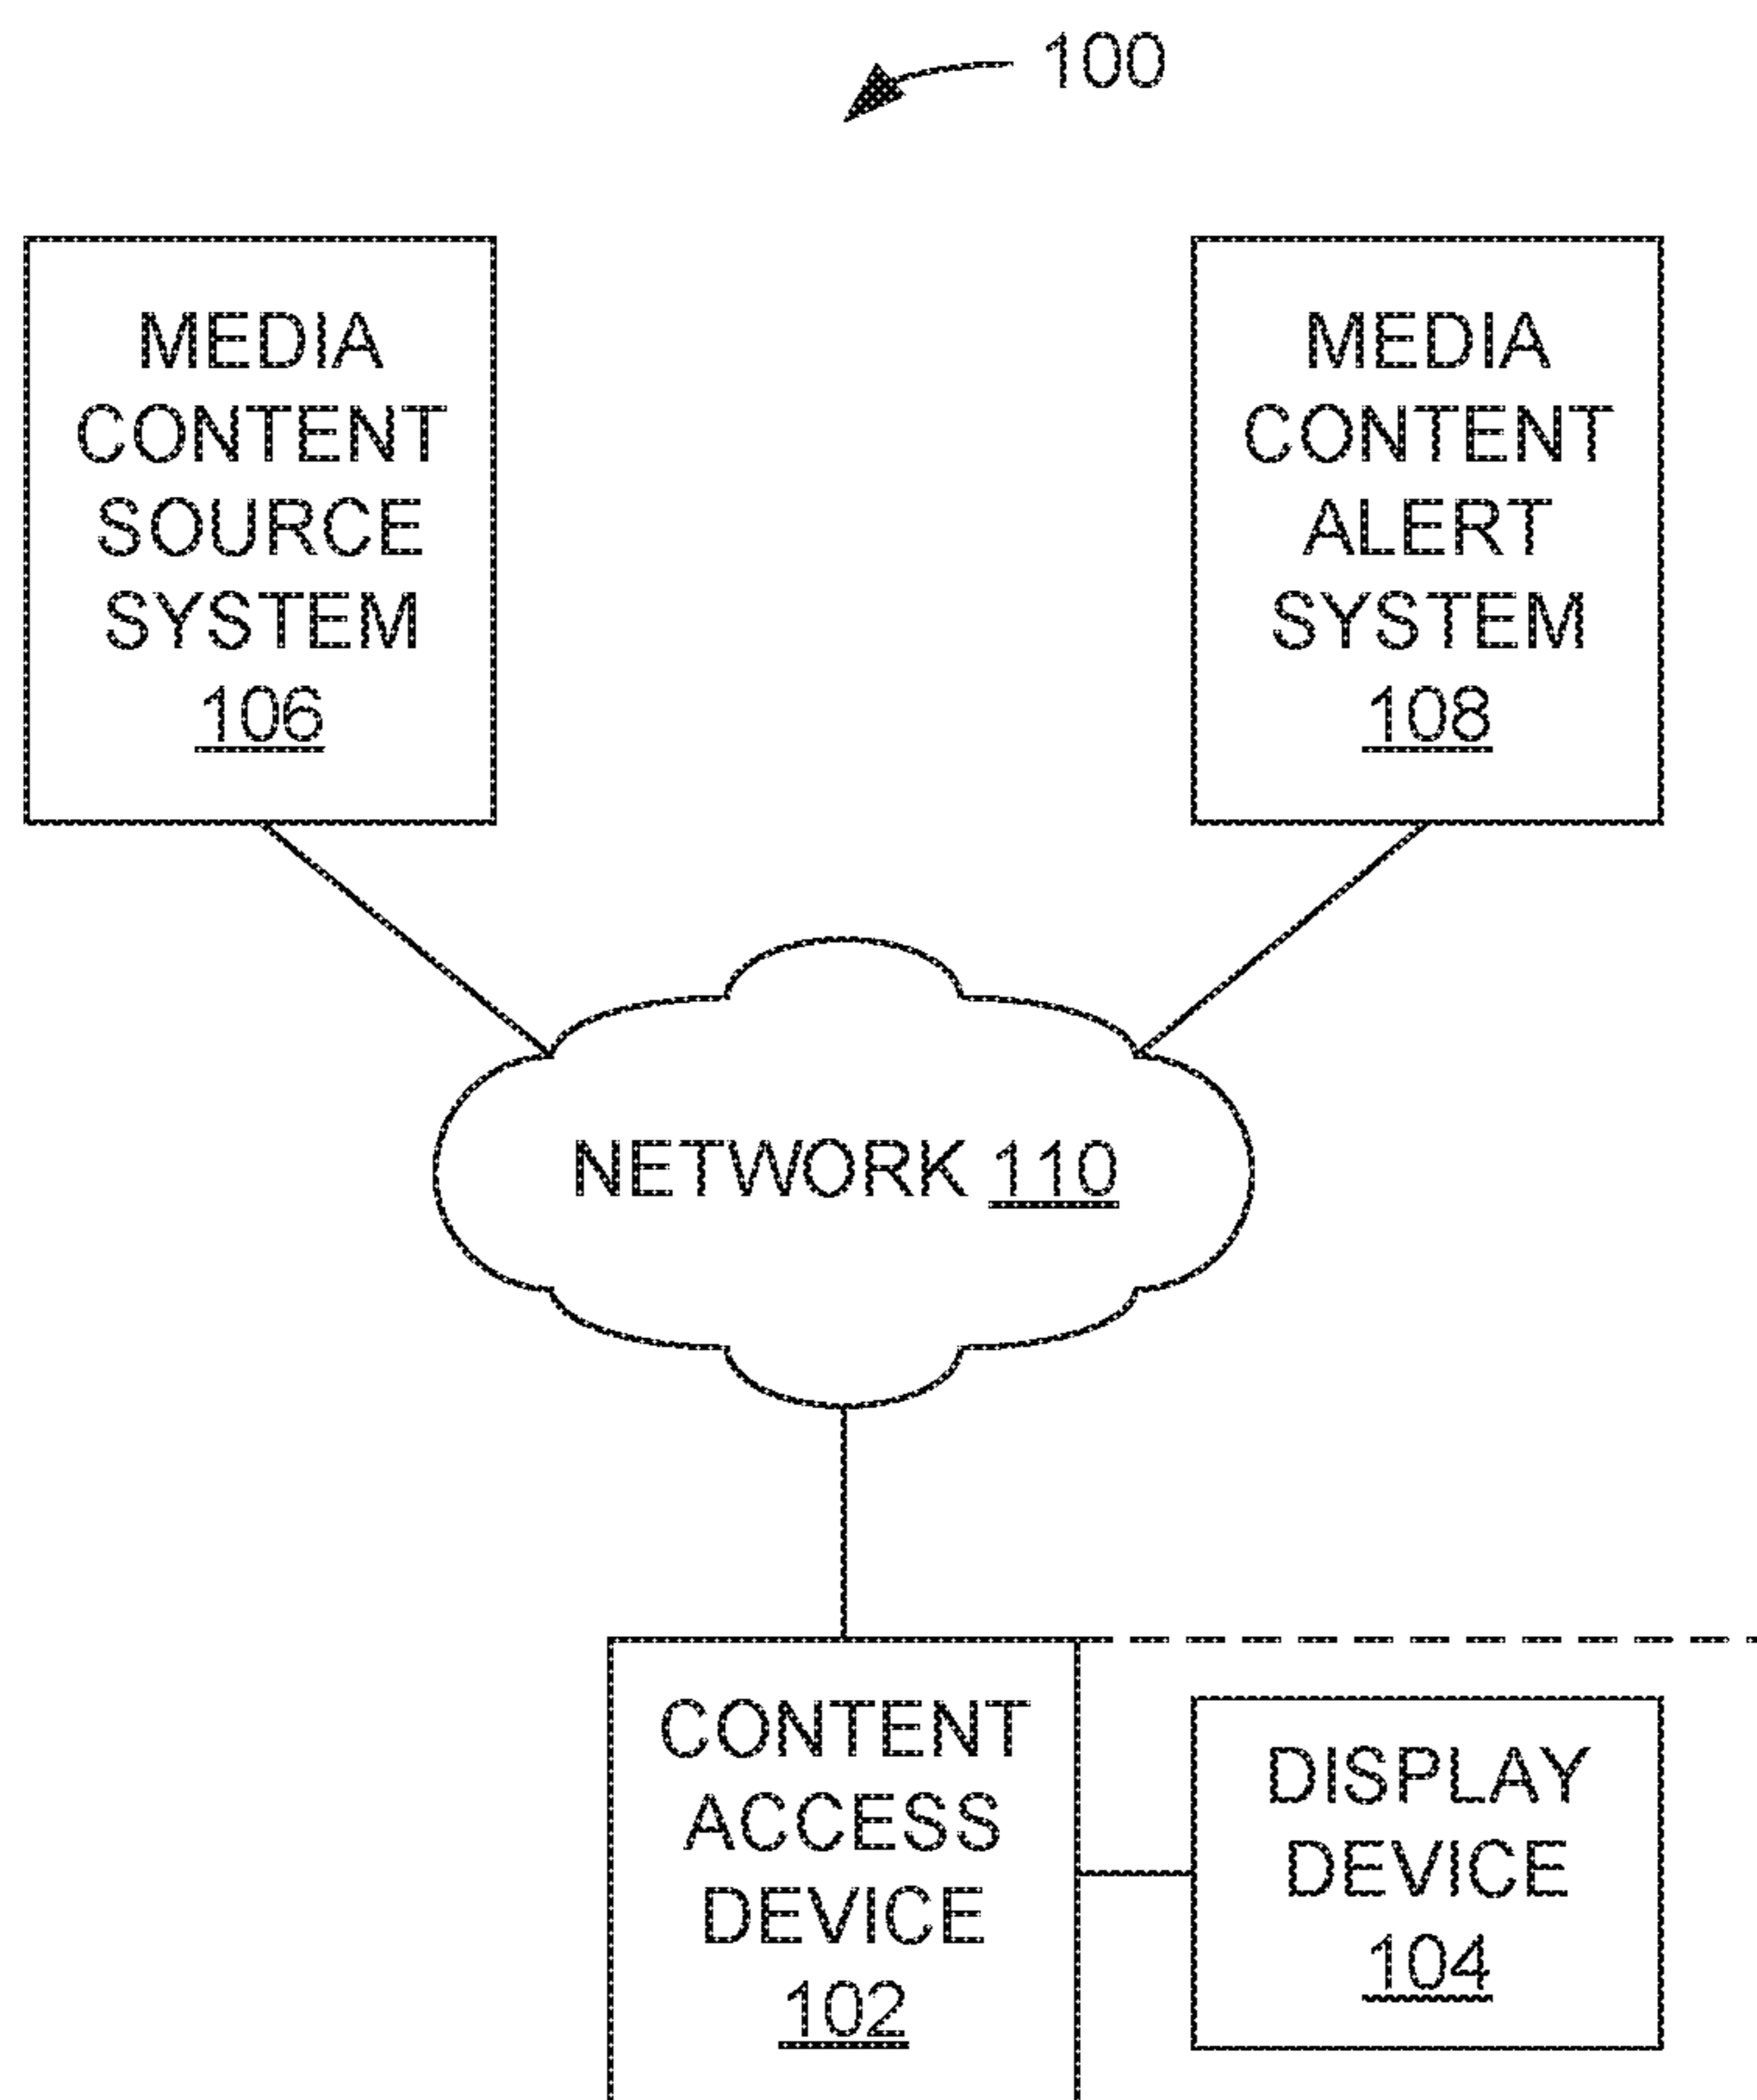 100
MEDIA
CONTENT
SOURCE
SYSTEM
106
MEDIA
CONTENT
ALERT
SYSTEM
108
NETWORK 110
CONTENT
ACCESS
DEVICE
102
DISPLAY
DEVICE
104